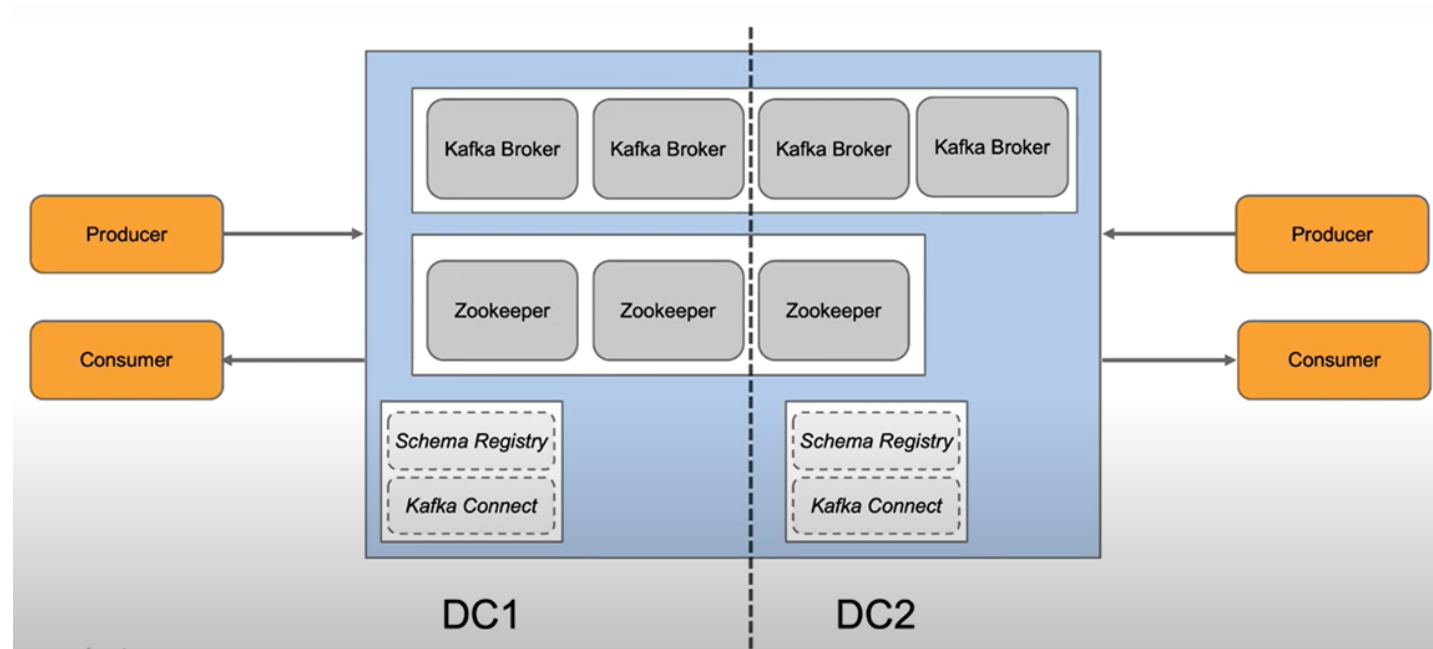 Kafka Broker
Kafka Broker
Kafka Broker
Kafka Broker
Producer
Producer
Zookeeper
Zookeeper
Zookeeper
Consumer
Consumer
Schema Registry
Kafka Connect
Schema Registry
Kafka Connect
DC1
DC2